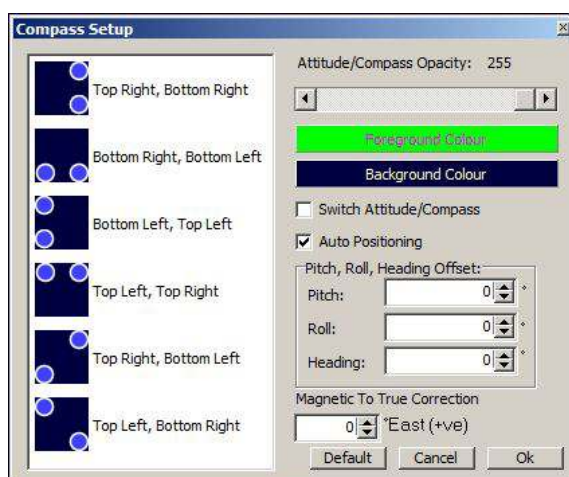 Compass Setup
Top Right, Bottom Right
Bottom Right, Bottom Left
Bottom Left, Top Left
Top Left, Top Right
Top Right, Bottom Left
Top Left, Bottom Right
Attitude/Compass Opacity: 255
Foreground Colour
Background Colour
Switch Attitude/Compass
Auto Positioning
Pitch, Roll, Heading Offset:
Pitch: 0 °
Roll: 0 °
Heading: 0 °
Magnetic To True Correction
0 °East (+ve)
Default Cancel Ok